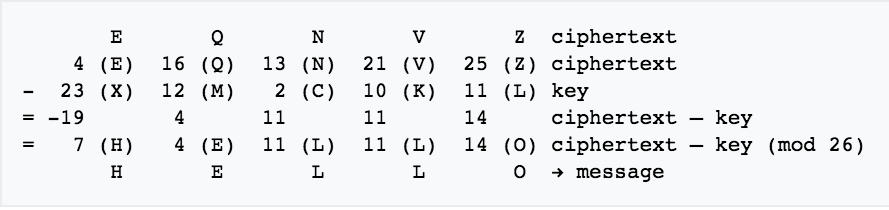 E Q N V Z ciphertext
4 (E) 16 (Q) 13 (N) 21 (V) 25 (Z) ciphertext
- 23 (X) 12 (M) 2 (C) 10 (K) 11 (L) key
= -19 4 11 11 14 ciphertext – key
= 7 (H) 4 (E) 11 (L) 11 (L) 14 (O) ciphertext – key (mod 26)
H E L L O → message